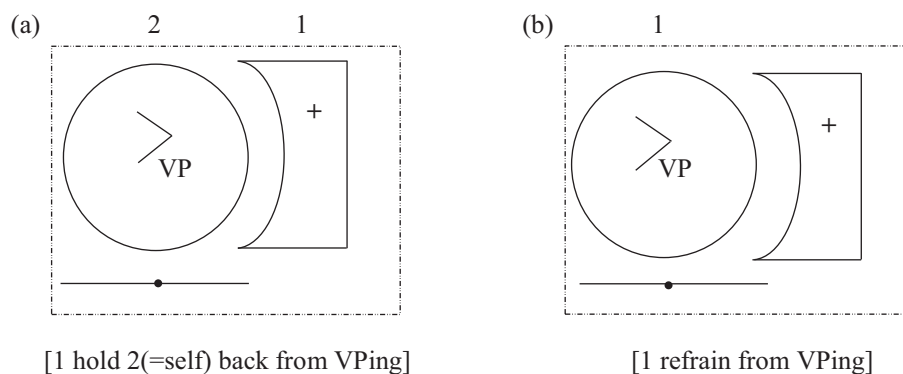 (a) 2 1
+
VP
[1 hold 2(=self) back from VPing]
(b) 1
+
VP
[1 refrain from VPing]